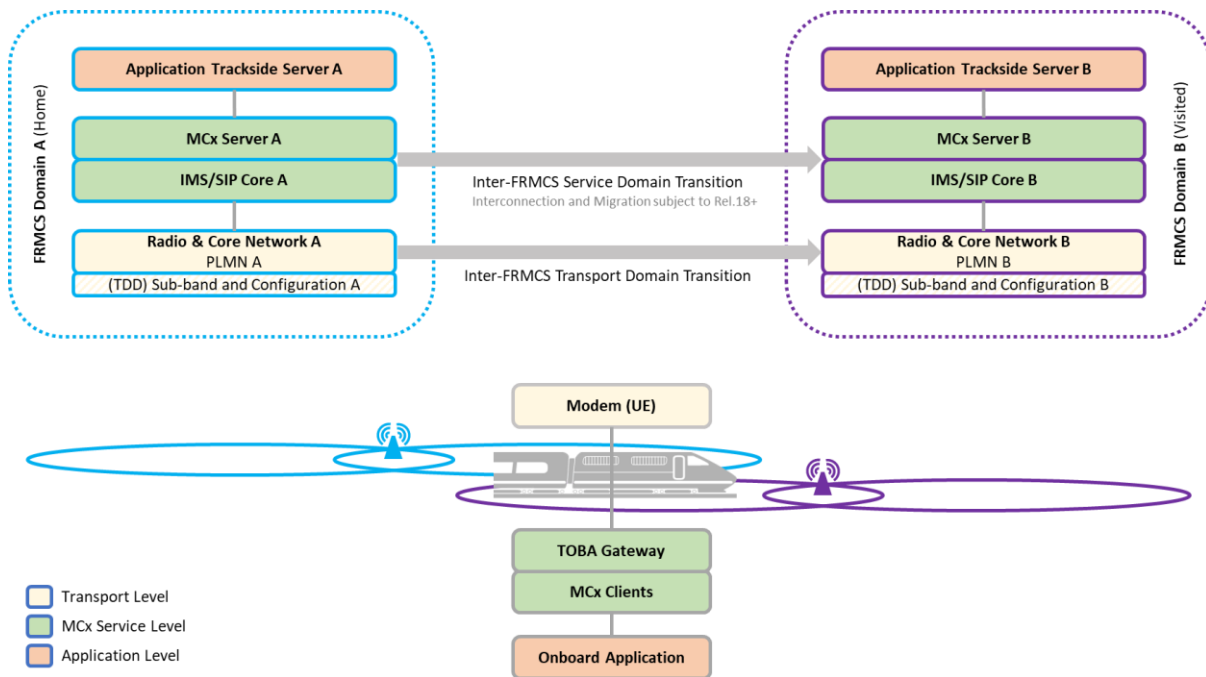 FRMCS Domain A (Home)
Application Trackside Server A
MCx Server A
IMS/SIP Core A
Radio & Core Network A
PLMN A
(TDD) Sub-band and Configuration A
Inter-FRMCS Service Domain Transition
Interconnection and Migration subject to Rel.18+
Inter-FRMCS Transport Domain Transition
Application Trackside Server B
MCx Server B
IMS/SIP Core B
Radio & Core Network B
PLMN B
(TDD) Sub-band and Configuration B
FRMCS Domain B (Visited)
Modem (UE)
TOBA Gateway
MCx Clients
Onboard Application
Transport Level
MCx Service Level
Application Level